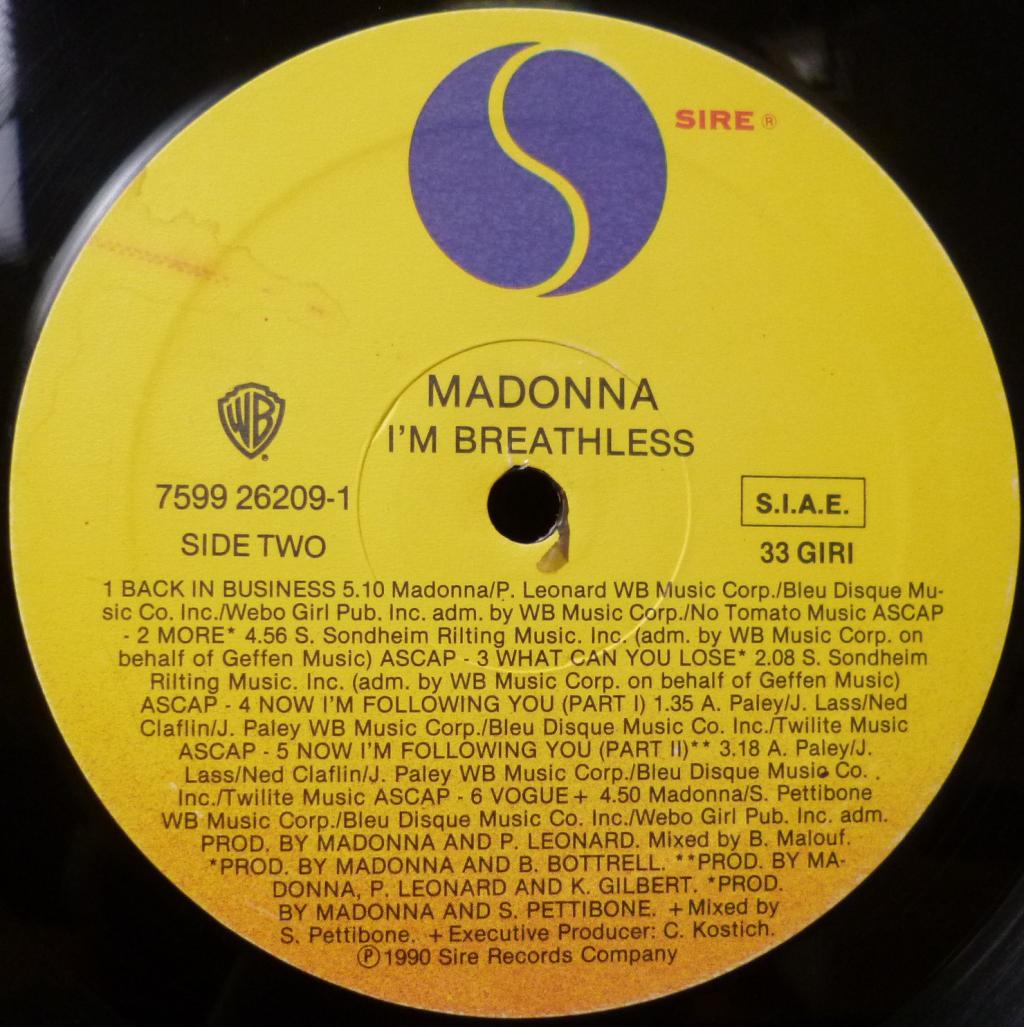 SIRE ®
WB
MADONNA
I'M BREATHLESS
7599 26209-1
SIDE TWO
S.I.A.E.
33 GIRI
1 BACK IN BUSINESS 5.10 Madonna/P. Leonard WB Music Corp./Bleu Disque Mu-
sic Co. Inc./Webo Girl Pub. Inc. adm. by WB Music Corp./No Tomato Music ASCAP
- 2 MORE* 4.56 S. Sondheim Rilting Music. Inc. (adm. by WB Music Corp. on
behalf of Geffen Music) ASCAP - 3 WHAT CAN YOU LOSE* 2.08 S. Sondheim
Rilting Music. Inc. (adm. by WB Music Corp. on behalf of Geffen Music)
ASCAP - 4 NOW I'M FOLLOWING YOU (PART I) 1.35 A. Paley/J. Lass/Ned
Claflin/J. Paley WB Music Corp./Bleu Disque Music Co. Inc./Twilite Music
ASCAP - 5 NOW I'M FOLLOWING YOU (PART II)** 3.18 A. Paley/J.
Lass/Ned Claflin/J. Paley WB Music Corp./Bleu Disque Music Co.
Inc./Twilite Music ASCAP - 6 VOGUE+ 4.50 Madonna/S. Pettibone
WB Music Corp./Bleu Disque Music Co. Inc./Webo Girl Pub. Inc. adm.
PROD. BY MADONNA AND P. LEONARD. Mixed by B. Malouf.
*PROD. BY MADONNA AND B. BOTTRELL. **PROD. BY MA-
DONNA, P. LEONARD AND K. GILBERT. *PROD.
BY MADONNA AND S. PETTIBONE. +Mixed by
S. Pettibone. +Executive Producer: C. Kostich.
℗1990 Sire Records Company